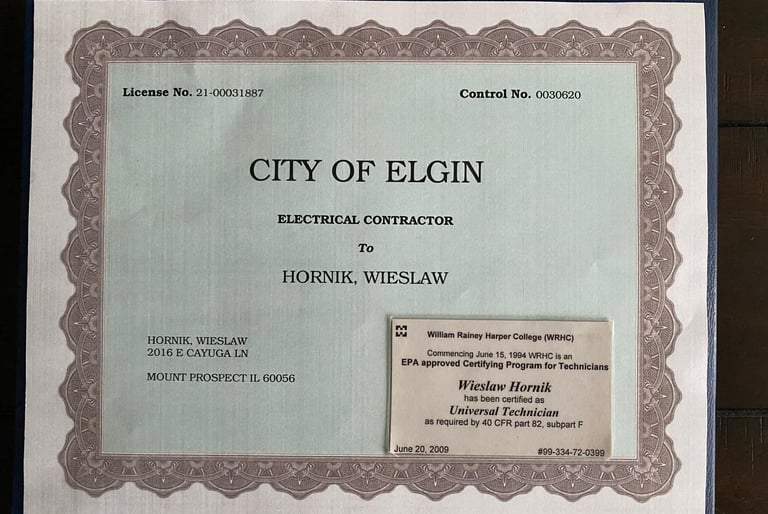 License No. 21-00031887 Control No. 0030620
CITY OF ELGIN
ELECTRICAL CONTRACTOR
To
HORNIK, WIESLAW
HORNIK, WIESLAW
2016 E CAYUGA LN
MOUNT PROSPECT IL 60056
William Rainey Harper College (WRHC)
Commencing June 15, 1994 WRHC is an
EPA approved Certifying Program for Technicians
Wieslaw Hornik
has been certified as
Universal Technician
as required by 40 CFR part 82, subpart F
June 20, 2009 #99-334-72-0399